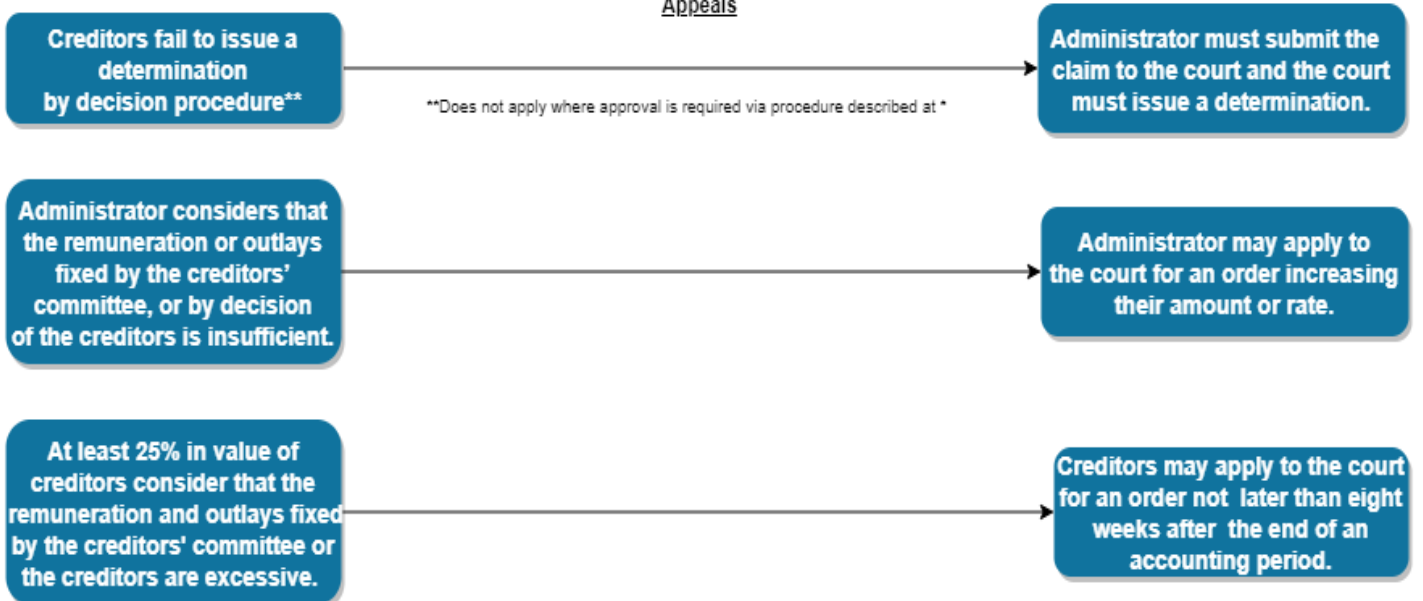 Appeals
Creditors fail to issue a
determination
by decision procedure**
Administrator must submit the
claim to the court and the court
must issue a determination.
**Does not apply where approval is required via procedure described at *
Administrator considers that
the remuneration or outlays
fixed by the creditors'
committee, or by decision
of the creditors is insufficient.
Administrator may apply to
the court for an order increasing
their amount or rate.
At least 25% in value of
creditors consider that the
remuneration and outlays fixed
by the creditors' committee or
the creditors are excessive.
Creditors may apply to the court
for an order not later than eight
weeks after the end of an
accounting period.